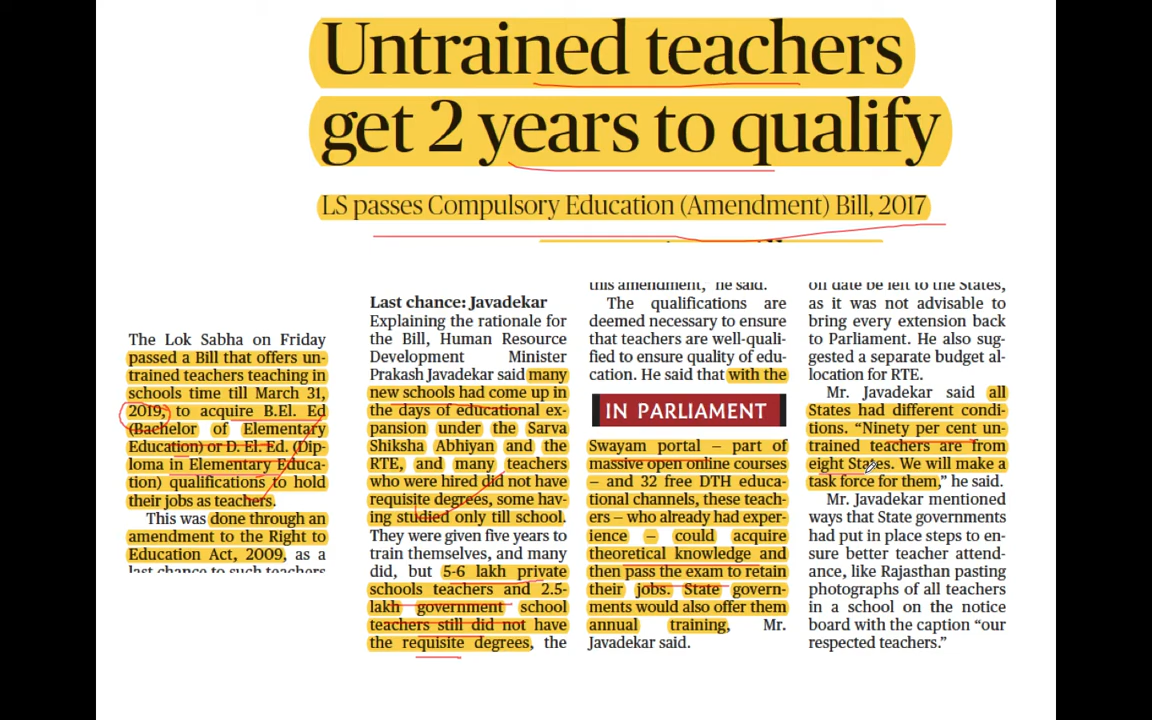 Untrained teachers
get 2 years to qualify
LS passes Compulsory Education (Amendment) Bill, 2017
The Lok Sabha on Friday
passed a Bill that offers un-
trained teachers teaching in
schools time till March 31,
2019, to acquire B.El. Ed
(Bachelor of Elementary
Education) or D. El. Ed. (Dip-
loma in Elementary Educa-
tion) qualifications to hold
their jobs as teachers.
This was done through an
amendment to the Right to
Education Act, 2009, as a
last chance to such teachers
Last chance: Javadekar
Explaining the rationale for
the Bill, Human Resource
Development Minister
Prakash Javadekar said many
new schools had come up in
the days of educational ex-
pansion under the Sarva
Shiksha Abhiyan and the
RTE, and many teachers
who were hired did not have
requisite degrees, some hav-
ing studied only till school.
They were given five years to
train themselves, and many
did, but 5-6 lakh private
schools teachers and 2.5-
lakh government school
teachers still did not have
the requisite degrees, the
this amendment," he said.
The qualifications are
deemed necessary to ensure
that teachers are well-quali-
fied to ensure quality of edu-
cation. He said that with the
IN PARLIAMENT
Swayam portal – part of
massive open online courses
– and 32 free DTH educa-
tional channels, these teach-
ers – who already had exper-
ience – could acquire
theoretical knowledge and
then pass the exam to retain
their jobs. State govern-
ments would also offer them
annual training, Mr.
Javadekar said.
off date be left to the States,
as it was not advisable to
bring every extension back
to Parliament. He also sug-
gested a separate budget al-
location for RTE.
Mr. Javadekar said all
States had different condi-
tions. "Ninety per cent un-
trained teachers are from
eight States. We will make a
task force for them," he said.
Mr. Javadekar mentioned
ways that State governments
had put in place steps to en-
sure better teacher attend-
ance, like Rajasthan pasting
photographs of all teachers
in a school on the notice
board with the caption "our
respected teachers."